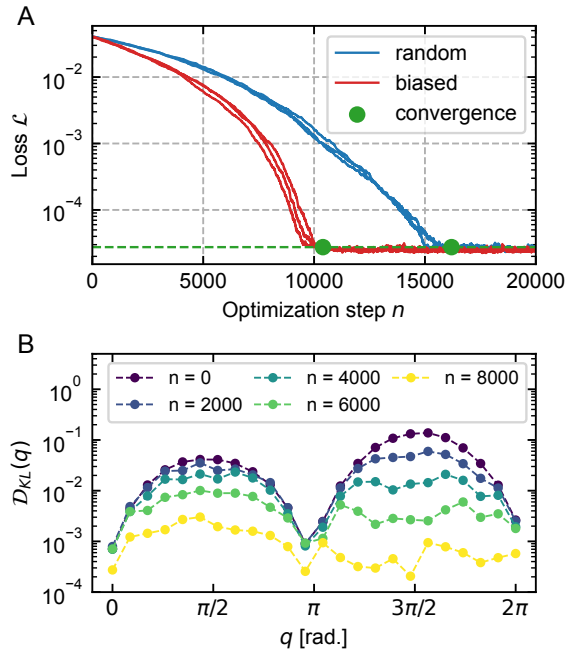 A
Loss ℒ
10⁻²
10⁻³
10⁻⁴
random
biased
convergence
0 5000 10000 15000 20000
Optimization step n
B
𝒟_KL(q)
10⁰
10⁻¹
10⁻²
10⁻³
10⁻⁴
n = 0 n = 4000 n = 8000
n = 2000 n = 6000
0 π/2 π 3π/2 2π
q [rad.]